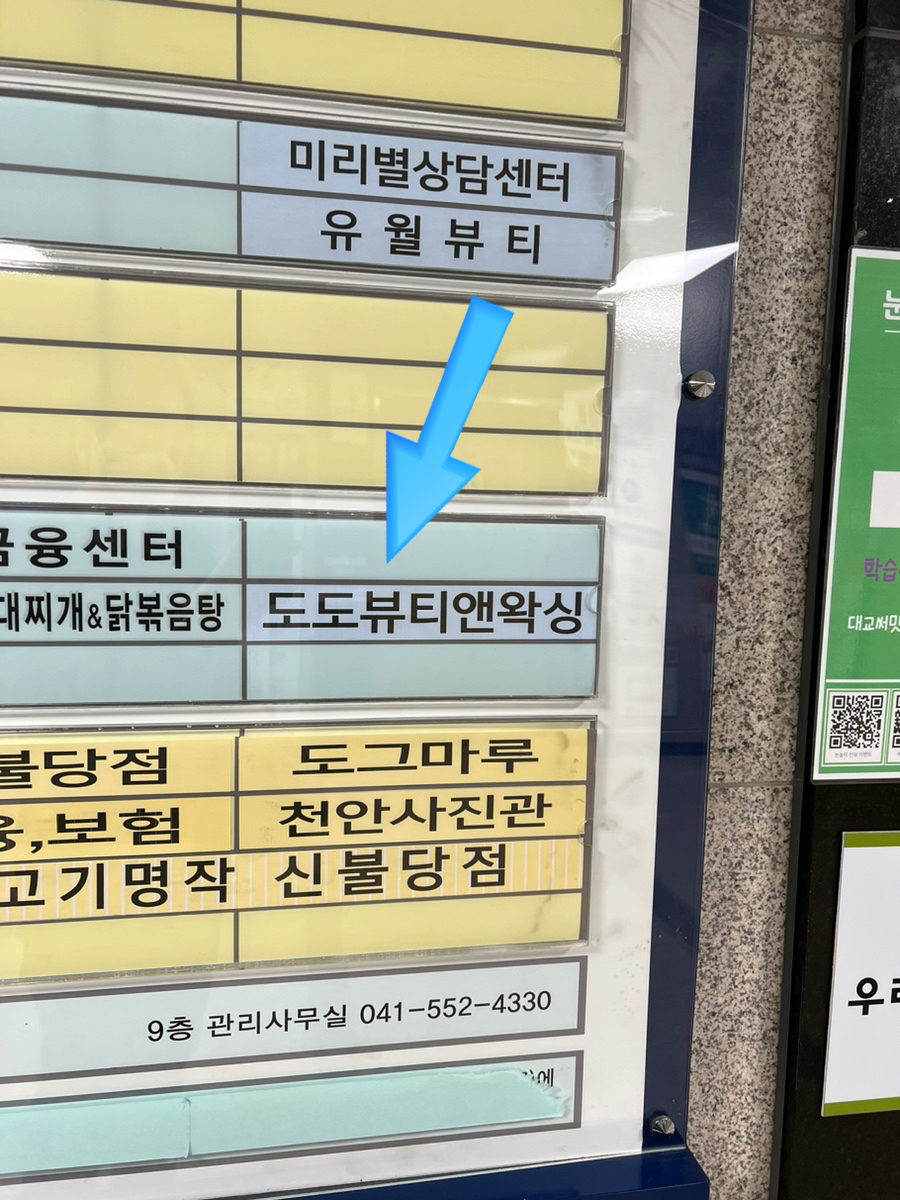 미리별상담센터
유월뷰티
금융센터
대찌개&닭볶음탕 도도뷰티앤왁싱
불당점 도그마루
,보험 천안사진관
고기명작 신불당점
9층 관리사무실 041-552-4330
에
학습
대교써밋
우리